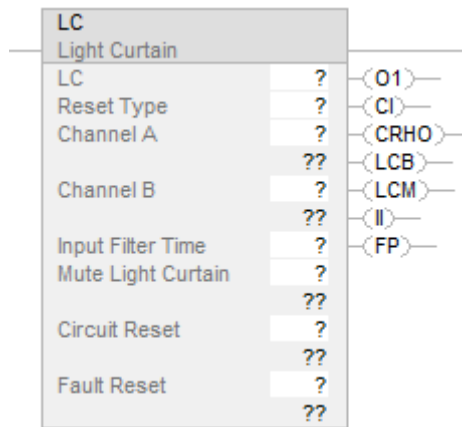 LC
Light Curtain
LC ? (O1)
Reset Type ? (CI)
Channel A ? (CRHO)
?? (LCB)
Channel B ? (LCM)
?? (II)
Input Filter Time ? (FP)
Mute Light Curtain ?
??
Circuit Reset ?
??
Fault Reset ?
??